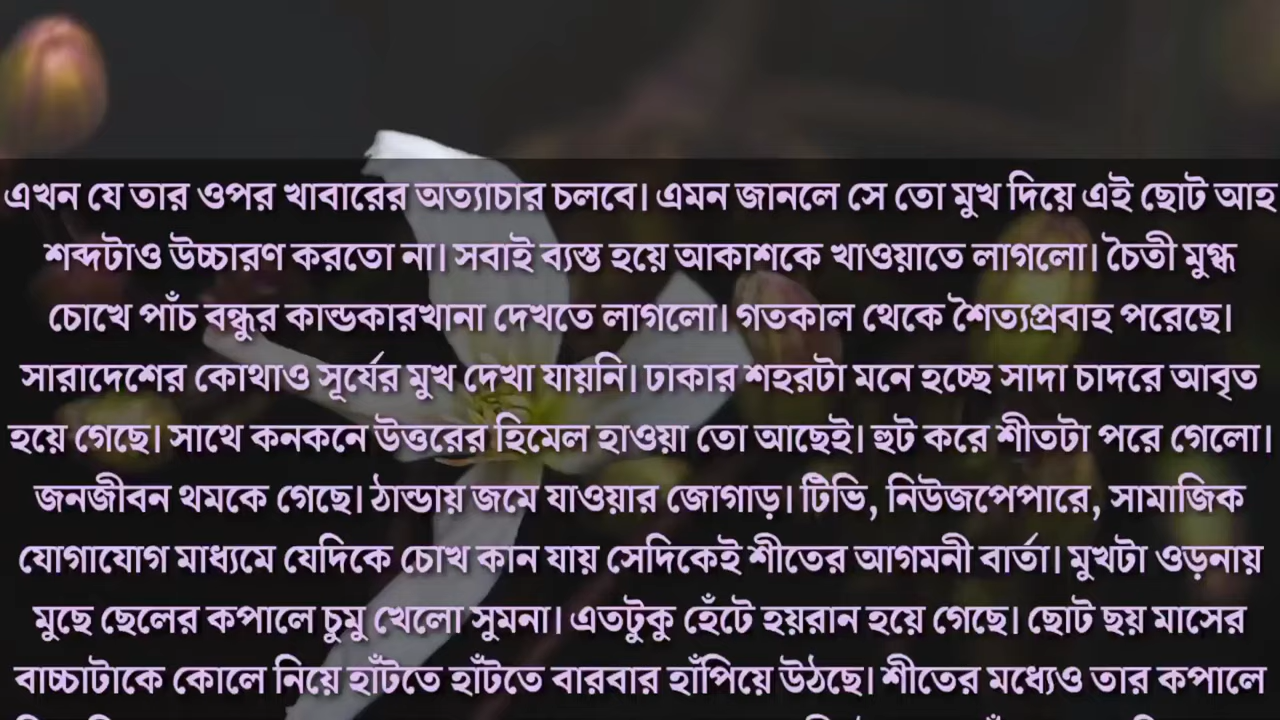 এখন যে তার ওপর খাবারের অত্যাচার চলবে। এমন জানলে সে তো মুখ দিয়ে এই ছোট আহ
শব্দটাও উচ্চারণ করতো না। সবাই ব্যস্ত হয়ে আকাশকে খাওয়াতে লাগলো। চৈতী মুগ্ধ
চোখে পাঁচ বন্ধুর কান্ডকারখানা দেখতে লাগলো। গতকাল থেকে শৈত্যপ্রবাহ পরেছে।
সারাদেশের কোথাও সূর্যের মুখ দেখা যায়নি। ঢাকার শহরটা মনে হচ্ছে সাদা চাদরে আবৃত
হয়ে গেছে। সাথে কনকনে উত্তরের হিমেল হাওয়া তো আছেই। হুট করে শীতটা পরে গেলো।
জনজীবন থমকে গেছে। ঠান্ডায় জমে যাওয়ার জোগাড়। টিভি, নিউজপেপারে, সামাজিক
যোগাযোগ মাধ্যমে যেদিকে চোখ কান যায় সেদিকেই শীতের আগমনী বার্তা। মুখটা ওড়নায়
মুছে ছেলের কপালে চুমু খেলো সুমনা। এতটুকু হেঁটে হয়রান হয়ে গেছে। ছোট ছয় মাসের
বাচ্চাটাকে কোলে নিয়ে হাঁটতে হাঁটতে বারবার হাঁপিয়ে উঠছে। শীতের মধ্যেও তার কপালে